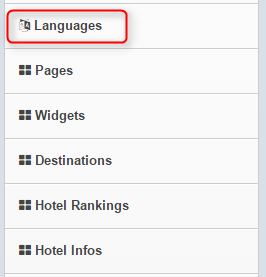 Languages
Pages
Widgets
Destinations
Hotel Rankings
Hotel Infos